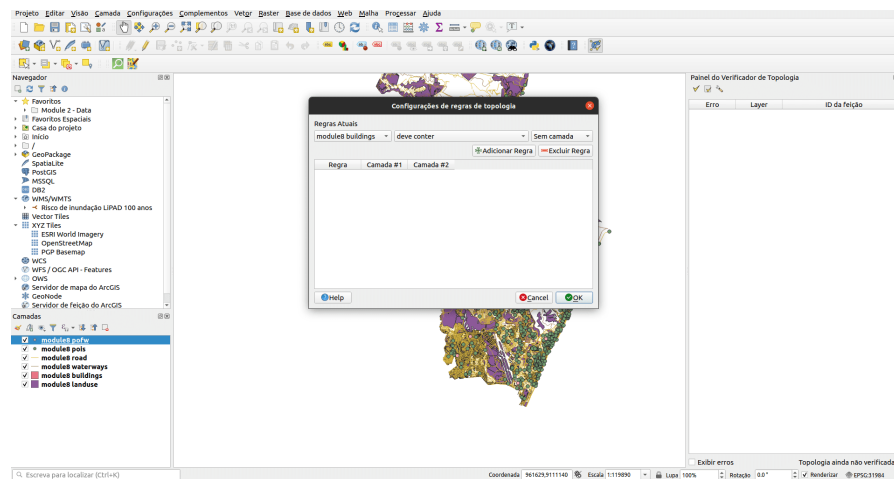 Projeto Editar Visão Camada Configurações Complementos Vetor Raster Base de dados Web Malha Processar Ajuda
Navegador
Favoritos
Module 2 - Data
Favoritos Espaciais
Casa do projeto
Início
/
GeoPackage
SpatiaLite
PostGIS
MSSQL
DB2
WMS/WMTS
Risco de inundação LiPAD 100 anos
Vector Tiles
XYZ Tiles
ESRI World Imagery
OpenStreetMap
PGP Basemap
WCS
WFS / OGC API - Features
OWS
Servidor de mapa do ArcGIS
GeoNode
Servidor de feição do ArcGIS
Camadas
module8 pofw
module8 pois
module8 road
module8 waterways
module8 buildings
module8 landuse
Configurações de regras de topologia
Regras Atuais
module8 buildings deve conter Sem camada
Adicionar Regra Excluir Regra
Regra Camada #1 Camada #2
Help Cancel OK
Painel do Verificador de Topologia
Erro Layer ID da feição
Exibir erros Topologia ainda não verificada
Escreva para localizar (Ctrl+K) Coordenada 961629,9111140 Escala 1:119890 Lupa 100% Rotação 0.0° Renderizar EPSG:31984